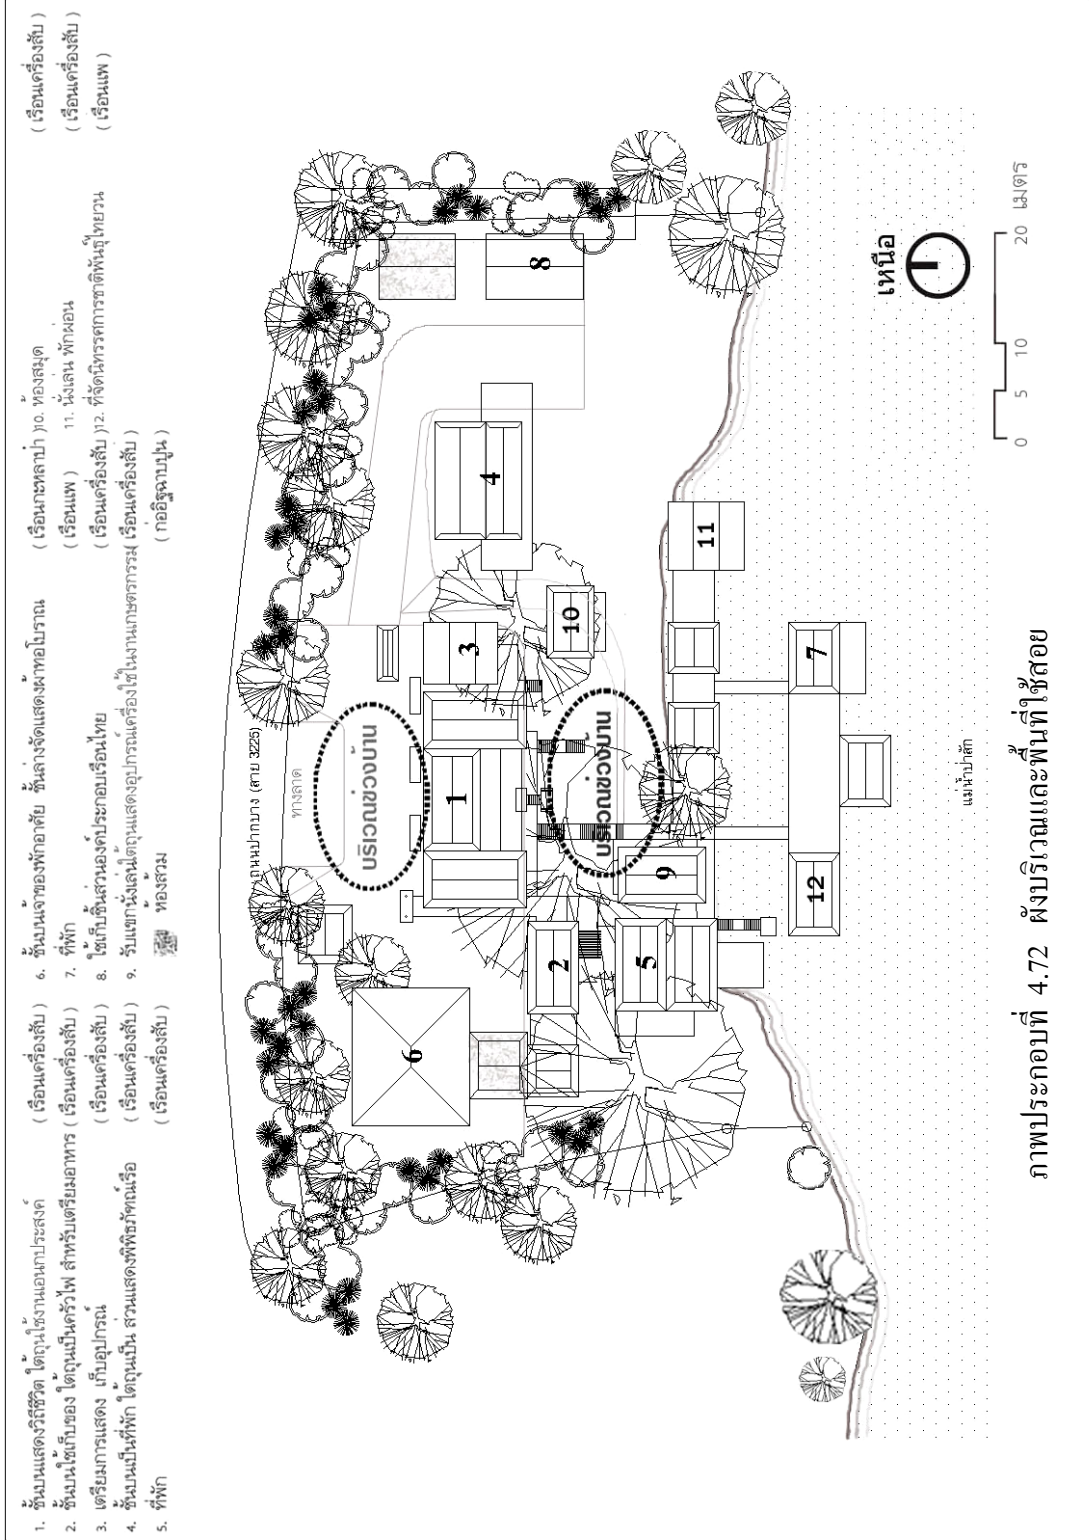 1. ชั้นบนแสดงวิถีชีวิต ใต้ถุนใช้งานเอนกประสงค์ ( เรือนเครื่องสับ )
2. ชั้นบนใช้เก็บของ ใต้ถุนเป็นครัวไฟ สำหรับเตรียมอาหาร ( เรือนเครื่องสับ )
3. เตรียมการแสดง เก็บอุปกรณ์ ( เรือนเครื่องสับ )
4. ชั้นบนเป็นที่พัก ใต้ถุนเป็น ส่วนแสดงพิพิธภัณฑ์เรือ ( เรือนเครื่องสับ )
5. ที่พัก ( เรือนเครื่องสับ )
6. ชั้นบนเจ้าของพักอาศัย ชั้นล่างจัดแสดงผ้าทอโบราณ ( เรือนกะหลาป่า )
7. ที่พัก ( เรือนแพ )
8. ใช้เก็บชิ้นส่วนองค์ประกอบเรือนไทย ( เรือนเครื่องสับ )
9. รับแขกนั่งเล่นใต้ถุนแสดงอุปกรณ์เครื่องใช้ในงานเกษตรกรรม( เรือนเครื่องสับ )
ห้องส้วม ( ก่ออิฐฉาบปูน )
10. ห้องสมุด ( เรือนเครื่องสับ )
11. นั่งเล่น พักผ่อน ( เรือนเครื่องสับ )
12. ที่จัดนิทรรศการชาติพันธุ์ไทยวน ( เรือนแพ )
ถนนปากบาง (สาย 3225)
ทางลาด
บริเวณข่วงบ้าน
บริเวณข่วงบ้าน
1
2
3
4
5
6
7
8
9
10
11
12
แม่น้ำป่าสัก
เหนือ
0 5 10 20 เมตร
ภาพประกอบที่ 4.72 ผังบริเวณและพื้นที่ใช้สอย